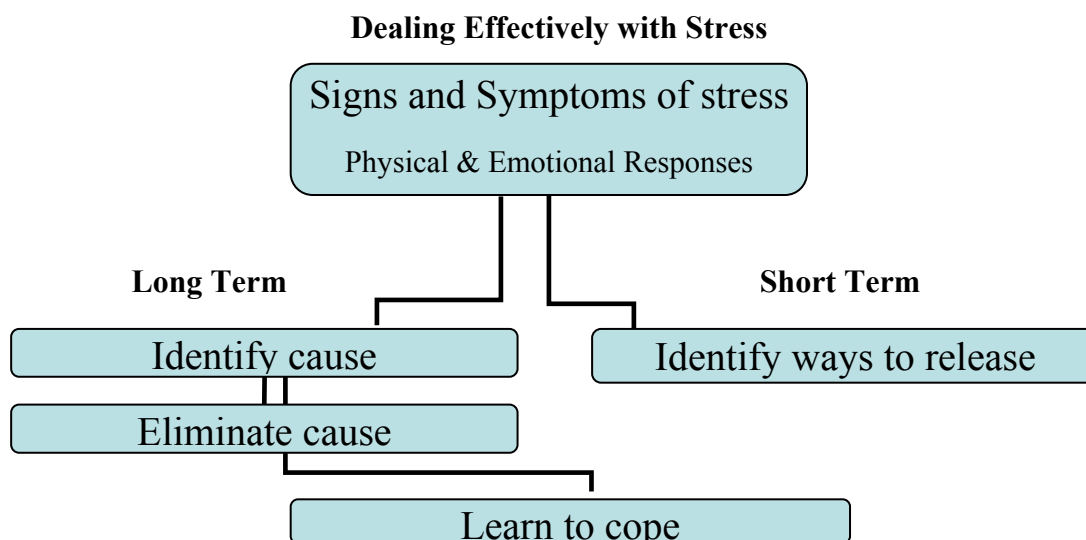 Dealing Effectively with Stress
Signs and Symptoms of stress
Physical & Emotional Responses
Long Term
Short Term
Identify cause
Identify ways to release
Eliminate cause
Learn to cope